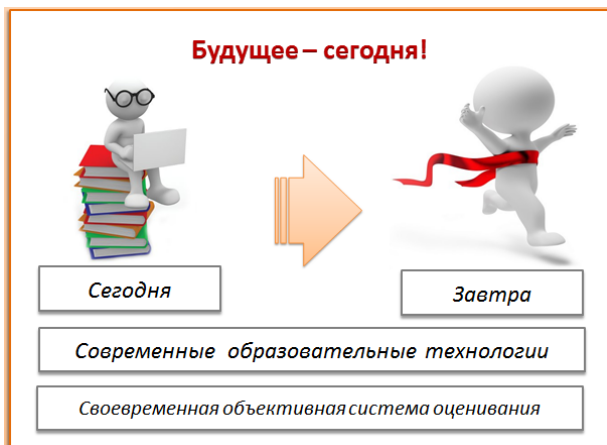 Будущее – сегодня!
Сегодня
Завтра
Современные образовательные технологии
Своевременная объективная система оценивания